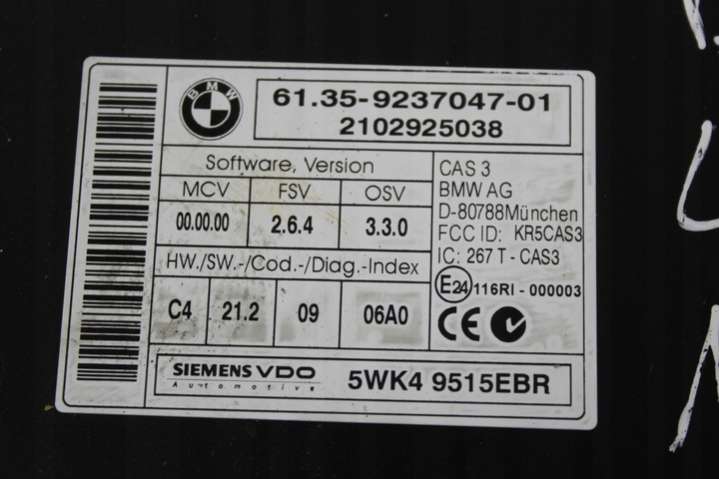 BMW
61.35-9237047-01
2102925038
Software, Version
MCV FSV OSV
00.00.00 2.6.4 3.3.0
HW./SW.-/Cod.-/Diag.-Index
C4 21.2 09 06A0
CAS 3
BMW AG
D-80788München
FCC ID: KR5CAS3
IC: 267 T - CAS3
E24 116RI - 000003
CE
SIEMENS VDO
Automotive
5WK4 9515EBR